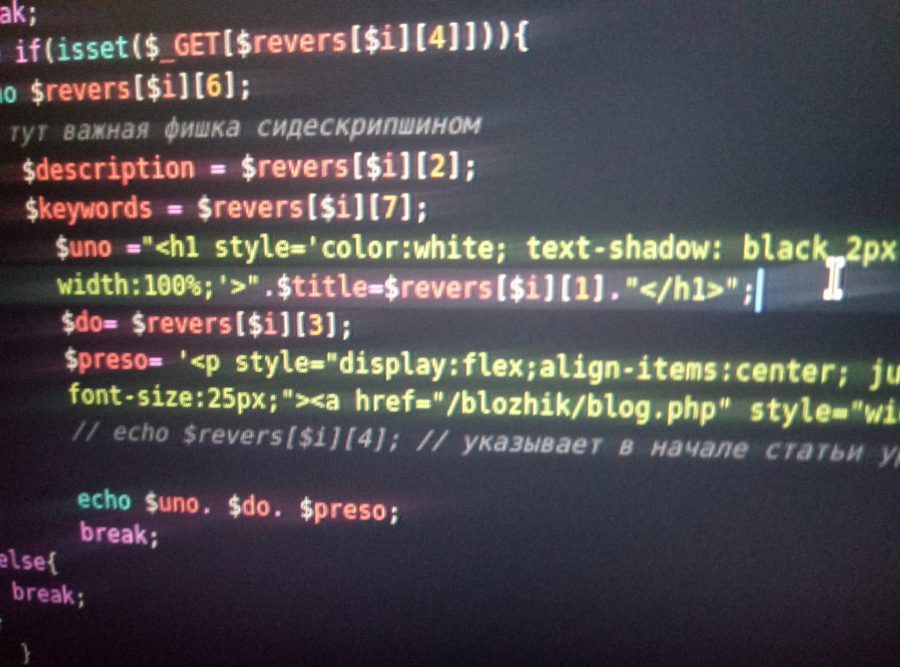 ak;
if(isset($_GET[$revers[$i][4]])){
$revers[$i][6];
тут важная фишка сидескрипшином
$description = $revers[$i][2];
$keywords = $revers[$i][7];
$uno ="<h1 style='color:white; text-shadow: black 2px
width:100%;'>".$title=$revers[$i][1]."</h1>";
$do= $revers[$i][3];
$preso= '<p style="display:flex;align-items:center; ju
font-size:25px;"><a href="/blozhik/blog.php" style="wi
// echo $revers[$i][4]; // указывает в начале статьи
echo $uno. $do. $preso;
break;
else{
break;
}